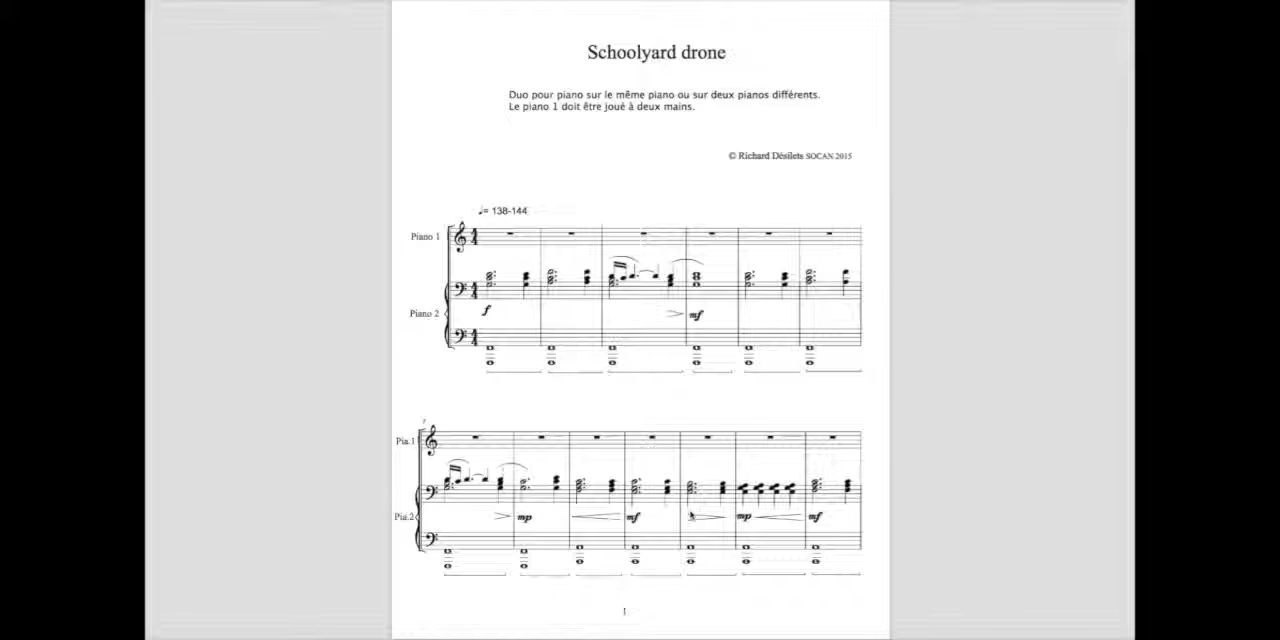 Schoolyard drone
Duo pour piano sur le même piano ou sur deux pianos différents.
Le piano 1 doit être joué à deux mains.
© Richard Désilets SOCAN 2015
♩= 138-144
Piano 1
Piano 2
f
mf
7
Pia.1
Pia.2
mp
mf
mp
mf
1